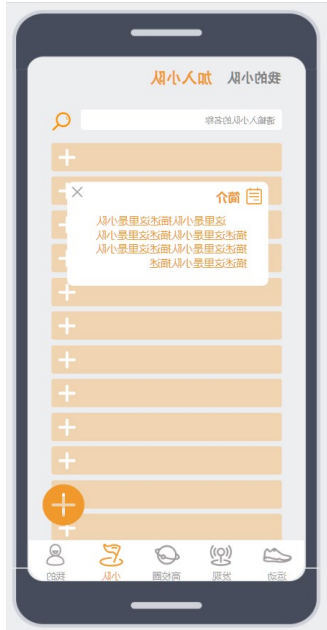 我的小队 加入小队
请输入小队的名称
简介
这里是小队描述这里是小队
描述这里是小队描述这里是小队
描述这里是小队描述这里是小队
描述这里是小队描述
运动 发现 高校圈 小队 我的